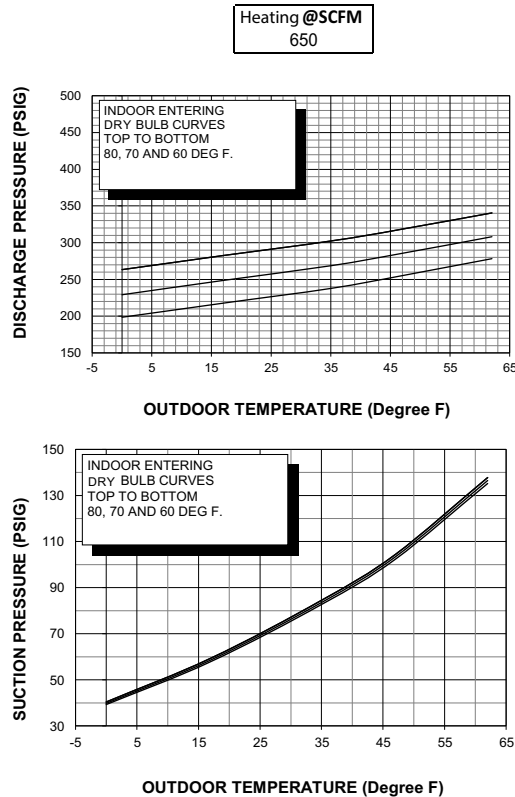 Heating @SCFM
650
DISCHARGE PRESSURE (PSIG)
500
450
400
350
300
250
200
150
INDOOR ENTERING
DRY BULB CURVES
TOP TO BOTTOM
80, 70 AND 60 DEG F.
-5 5 15 25 35 45 55 65
OUTDOOR TEMPERATURE (Degree F)
SUCTION PRESSURE (PSIG)
150
130
110
90
70
50
30
INDOOR ENTERING
DRY BULB CURVES
TOP TO BOTTOM
80, 70 AND 60 DEG F.
-5 5 15 25 35 45 55 65
OUTDOOR TEMPERATURE (Degree F)